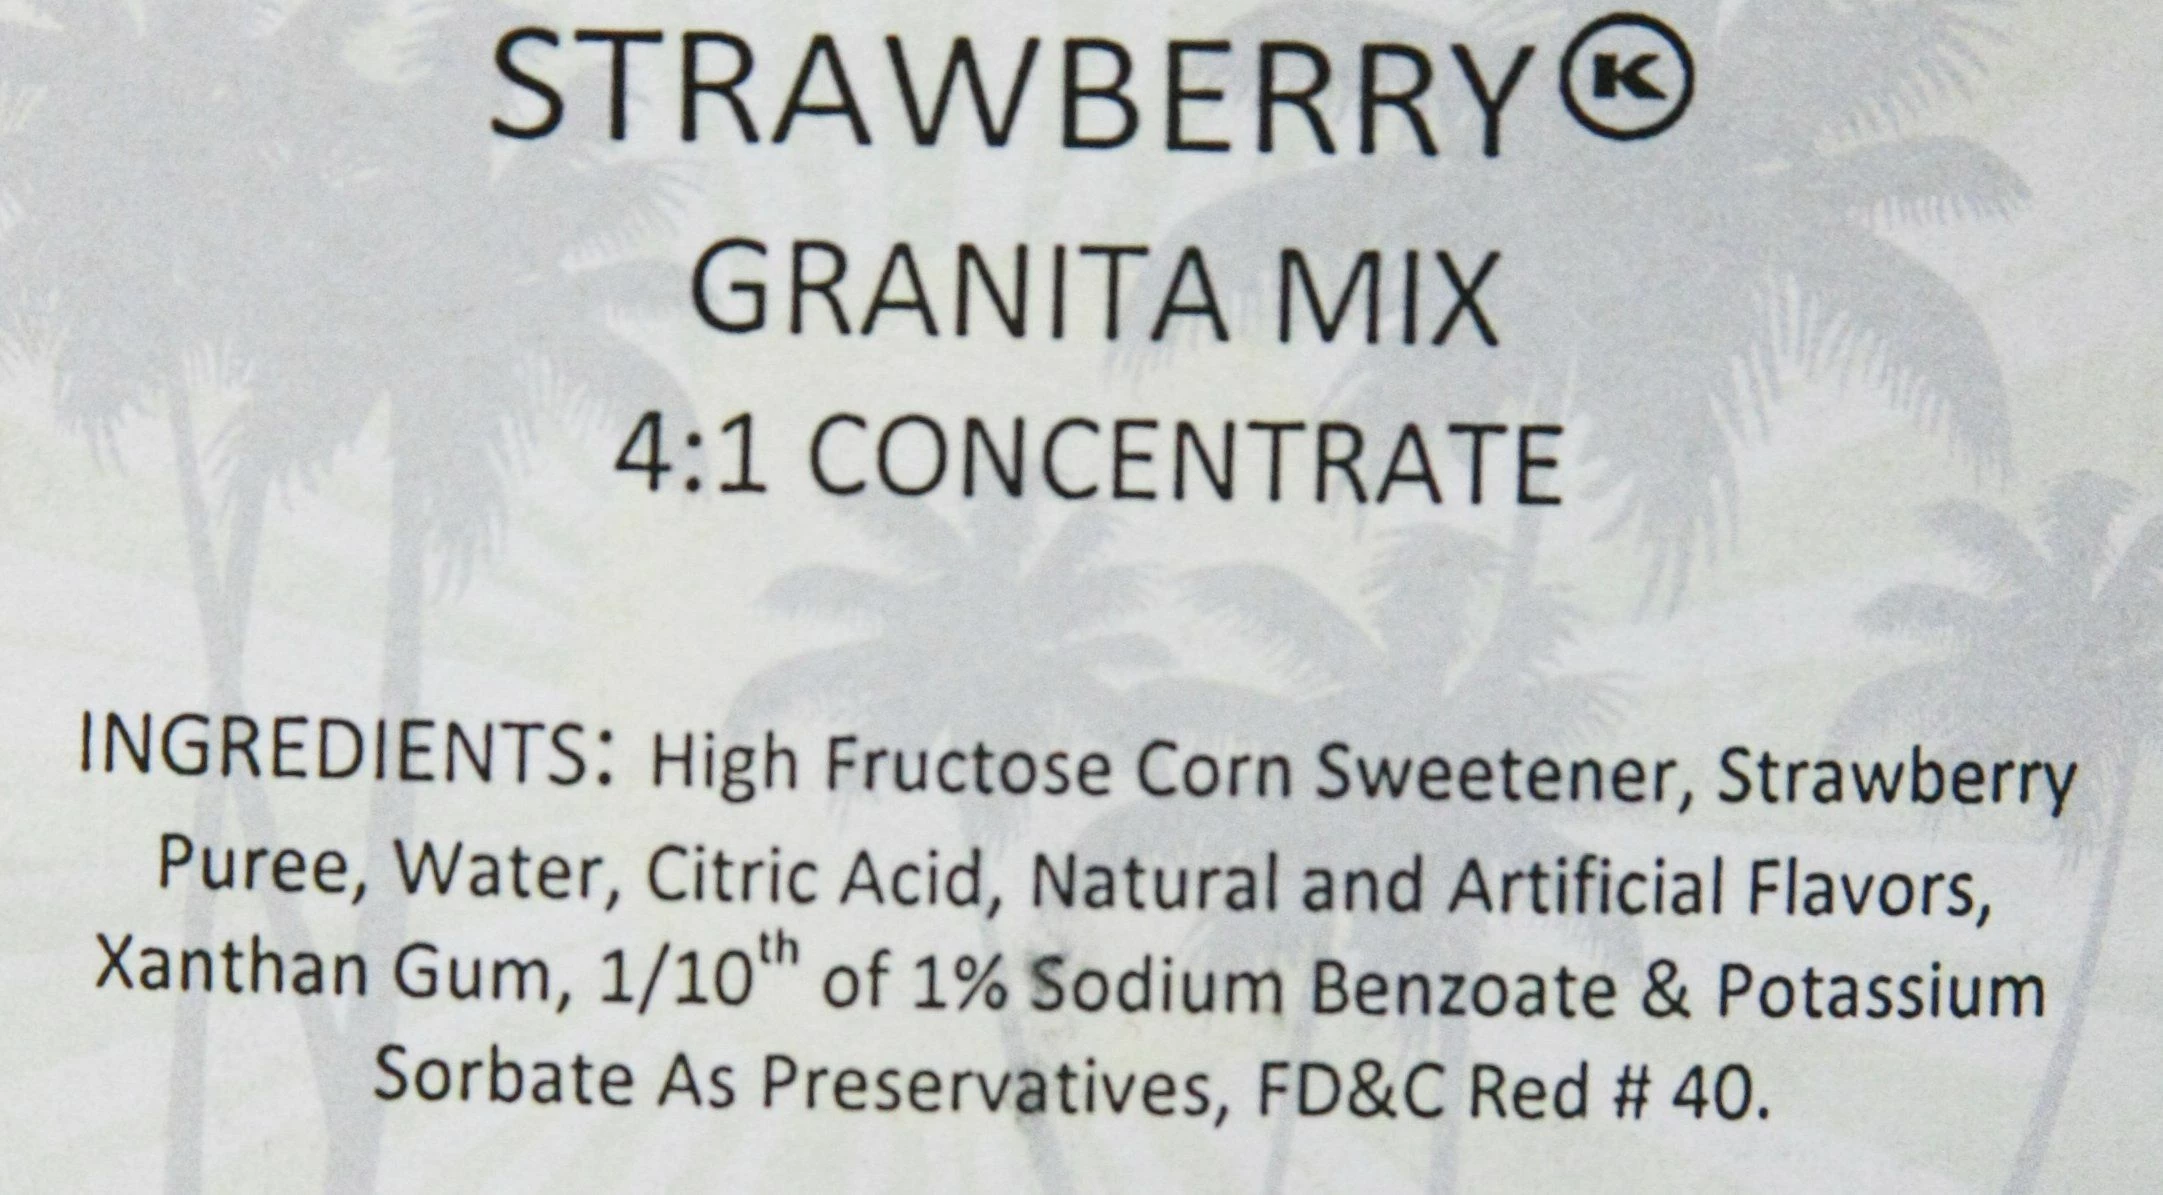 STRAWBERRY Ⓚ
GRANITA MIX
4:1 CONCENTRATE
INGREDIENTS: High Fructose Corn Sweetener, Strawberry
Puree, Water, Citric Acid, Natural and Artificial Flavors,
Xanthan Gum, 1/10th of 1% Sodium Benzoate & Potassium
Sorbate As Preservatives, FD&C Red # 40.